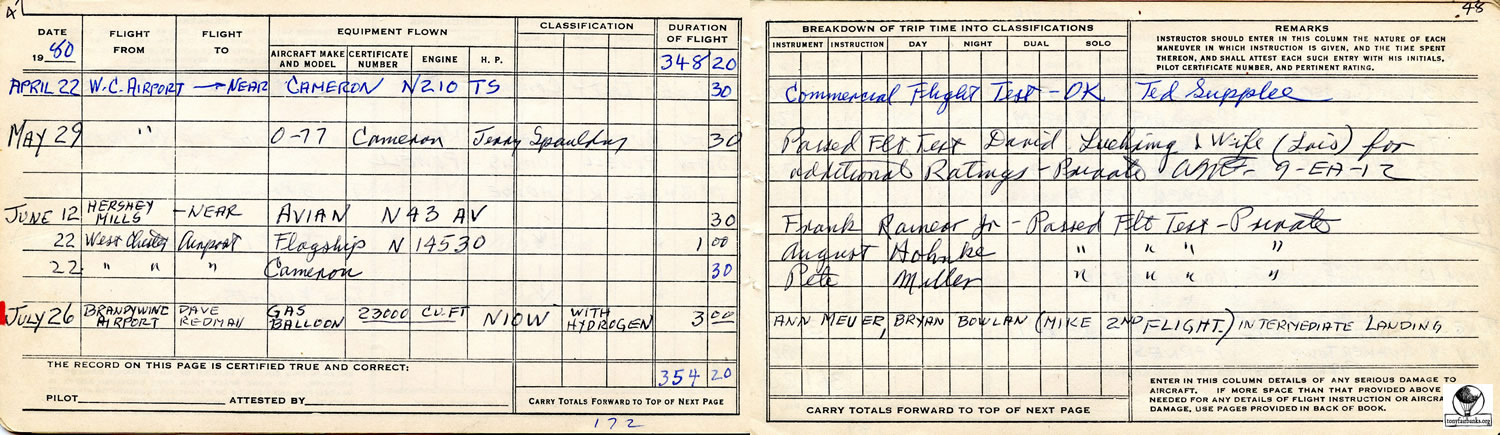 48
DATE 19 80 FLIGHT FROM FLIGHT TO EQUIPMENT FLOWN CLASSIFICATION DURATION OF FLIGHT
AIRCRAFT MAKE AND MODEL CERTIFICATE NUMBER ENGINE H. P. 348 20
APRIL 22 W.C. AIRPORT → NEAR CAMERON N210 TS 30
MAY 29 " O-77 Cameron Jerry Spaulding 30
JUNE 12 HERSHEY MILLS - NEAR AVIAN N43 AV 30
22 West Chester Airport Flagship N 14530 1 00
22 " " " Cameron 30
JULY 26 BRANDYWINE AIRPORT DAVE REDMAN GAS BALLOON 23000 CU.FT N10W WITH HYDROGEN 3 00
THE RECORD ON THIS PAGE IS CERTIFIED TRUE AND CORRECT:
354 20
PILOT ATTESTED BY CARRY TOTALS FORWARD TO TOP OF NEXT PAGE
172
BREAKDOWN OF TRIP TIME INTO CLASSIFICATIONS
INSTRUMENT INSTRUCTION DAY NIGHT DUAL SOLO
REMARKS
INSTRUCTOR SHOULD ENTER IN THIS COLUMN THE NATURE OF EACH
MANEUVER IN WHICH INSTRUCTION IS GIVEN, AND THE TIME SPENT
THEREON, AND SHALL ATTEST EACH SUCH ENTRY WITH HIS INITIALS,
PILOT CERTIFICATE NUMBER, AND PERTINENT RATING.
Commercial Flight Test - OK Ted Supplee
Passed Flt Test David Lueking & Wife (Lois) for
additional Ratings - Private 9-EA-12
Frank Rameor Jr - Passed Flt Test - Private
August Hohnke " " " "
Pete Miller " " " "
ANN MEUER, BRYAN BOWLAN (MIKE 2ND FLIGHT.) INTERMEDIATE LANDING
ENTER IN THIS COLUMN DETAILS OF ANY SERIOUS DAMAGE TO
AIRCRAFT. IF MORE SPACE THAN THAT PROVIDED ABOVE
NEEDED FOR ANY DETAILS OF FLIGHT INSTRUCTION OR AIRCRA
DAMAGE, USE PAGES PROVIDED IN BACK OF BOOK.
CARRY TOTALS FORWARD TO TOP OF NEXT PAGE
tonyfairbanks.org